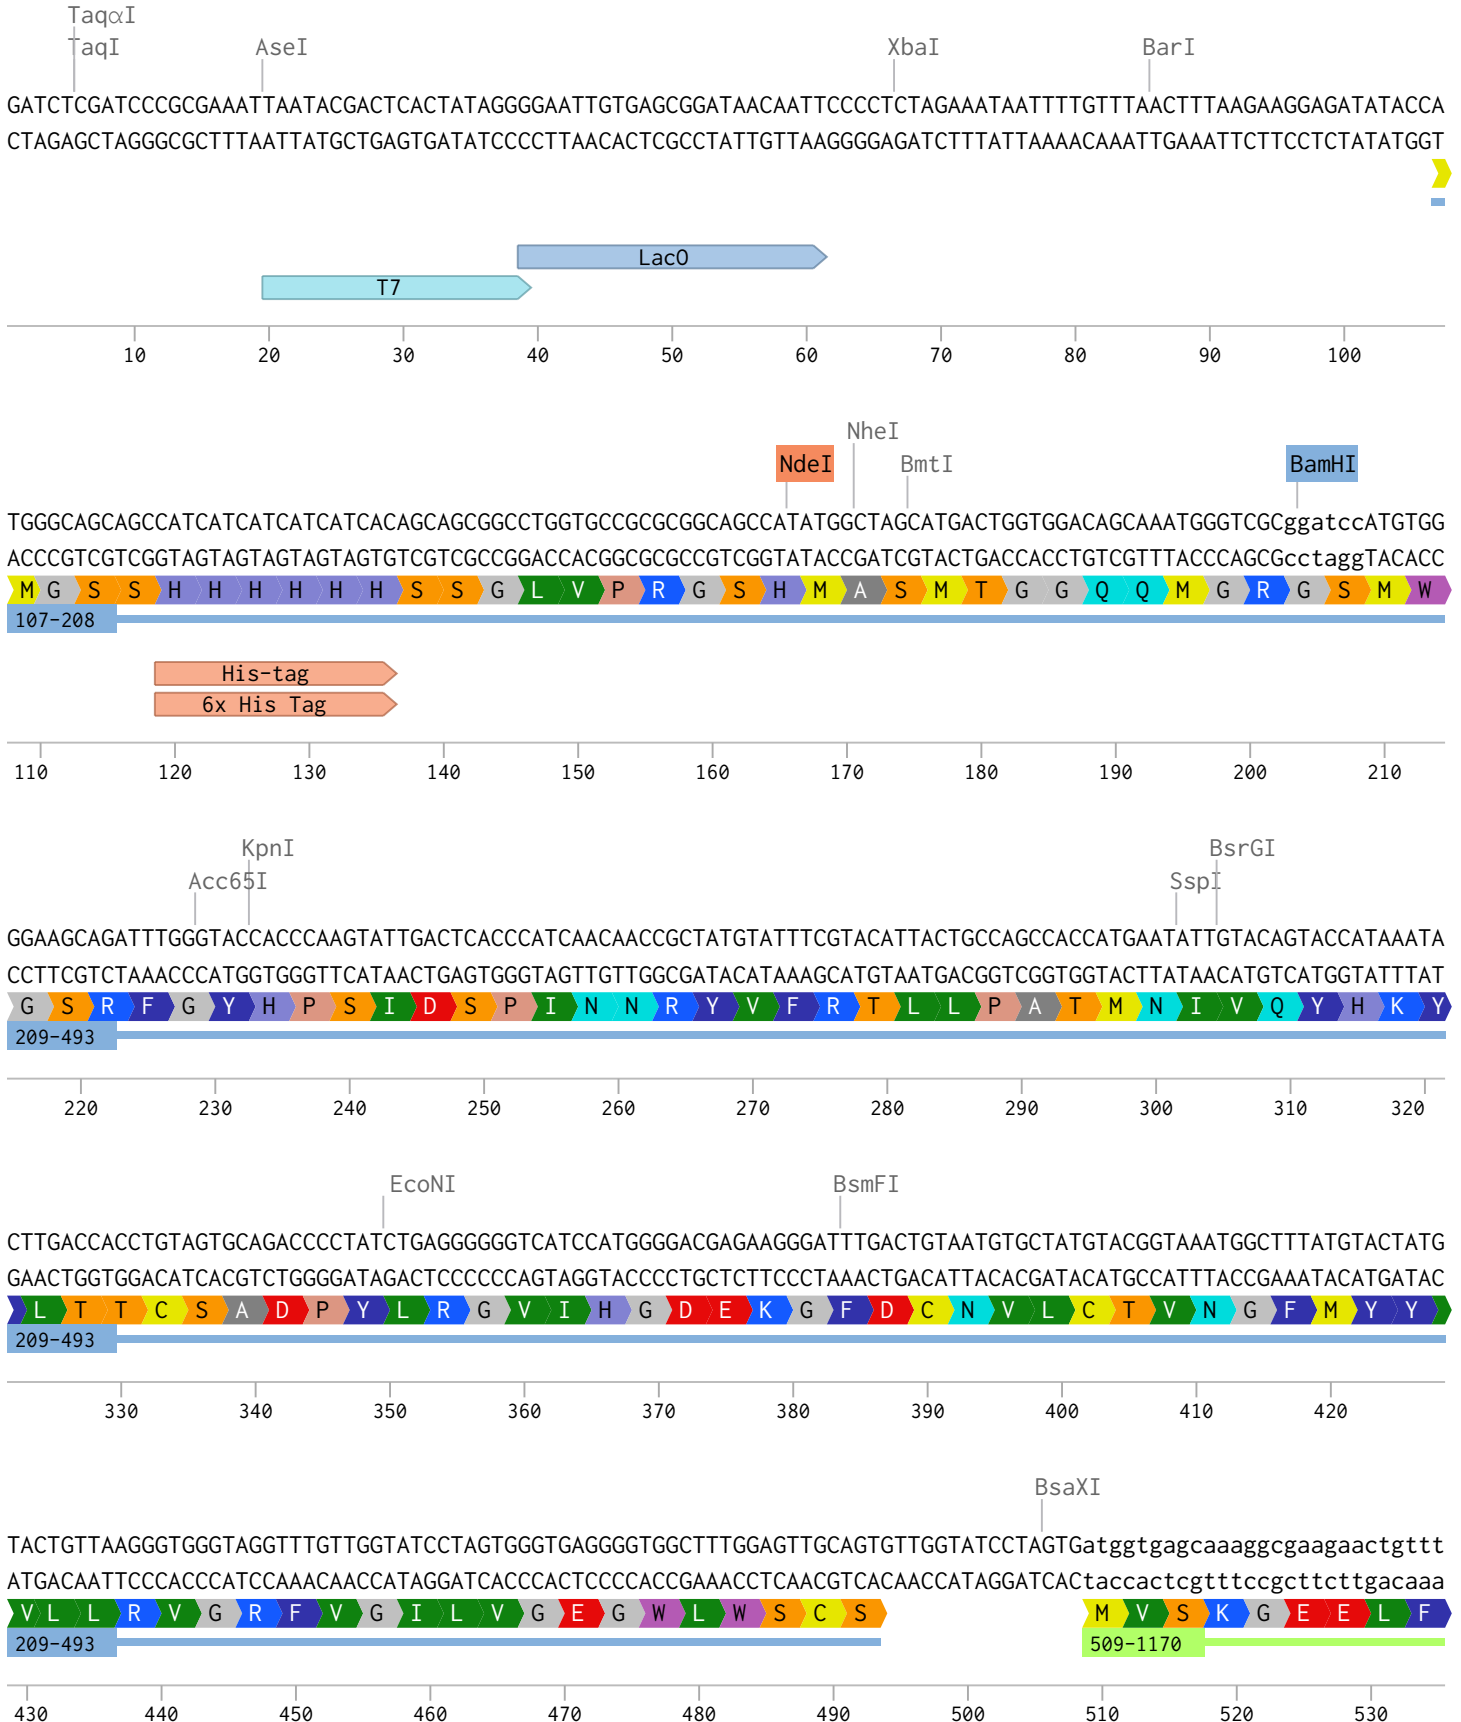 TaqαI
TaqI AseI XbaI BarI
GATCTCGATCCCGCGAAATTAATACGACTCACTATAGGGGAATTGTGAGCGGATAACAATTCCCCTCTAGAAATAATTTTGTTTAACTTTAAGAAGGAGATATACCA
CTAGAGCTAGGGCGCTTTAATTATGCTGAGTGATATCCCCTTAACACTCGCCTATTGTTAAGGGGAGATCTTTATTAAAACAAATTGAAATTCTTCCTCTATATGGT
LacO
T7
10 20 30 40 50 60 70 80 90 100
NheI
NdeI BmtI BamHI
TGGGCAGCAGCCATCATCATCATCATCACAGCAGCGGCCTGGTGCCGCGCGGCAGCCATATGGCTAGCATGACTGGTGGACAGCAAATGGGTCGCggatccATGTGG
ACCCGTCGTCGGTAGTAGTAGTAGTAGTGTCGTCGCCGGACCACGGCGCGCCGTCGGTATACCGATCGTACTGACCACCTGTCGTTTACCCAGCGcctaggTACACC
M G S S H H H H H H S S G L V P R G S H M A S M T G G Q Q M G R G S M W
107-208
His-tag
6x His Tag
110 120 130 140 150 160 170 180 190 200 210
KpnI BsrGI
Acc65I SspI
GGAAGCAGATTTGGGTACCACCCAAGTATTGACTCACCCATCAACAACCGCTATGTATTTCGTACATTACTGCCAGCCACCATGAATATTGTACAGTACCATAAATA
CCTTCGTCTAAACCCATGGTGGGTTCATAACTGAGTGGGTAGTTGTTGGCGATACATAAAGCATGTAATGACGGTCGGTGGTACTTATAACATGTCATGGTATTTAT
G S R F G Y H P S I D S P I N N R Y V F R T L L P A T M N I V Q Y H K Y
209-493
220 230 240 250 260 270 280 290 300 310 320
EcoNI BsmFI
CTTGACCACCTGTAGTGCAGACCCCTATCTGAGGGGGGTCATCCATGGGGACGAGAAGGGATTTGACTGTAATGTGCTATGTACGGTAAATGGCTTTATGTACTATG
GAACTGGTGGACATCACGTCTGGGGATAGACTCCCCCCAGTAGGTACCCCTGCTCTTCCCTAAACTGACATTACACGATACATGCCATTTACCGAAATACATGATAC
L T T C S A D P Y L R G V I H G D E K G F D C N V L C T V N G F M Y Y
209-493
330 340 350 360 370 380 390 400 410 420
BsaXI
TACTGTTAAGGGTGGGTAGGTTTGTTGGTATCCTAGTGGGTGAGGGGTGGCTTTGGAGTTGCAGTGTTGGTATCCTAGTGatggtgagcaaaggcgaagaactgttt
ATGACAATTCCCACCCATCCAAACAACCATAGGATCACCCACTCCCCACCGAAACCTCAACGTCACAACCATAGGATCACtaccactcgtttccgcttcttgacaaa
V L L R V G R F V G I L V G E G W L W S C S M V S K G E E L F
209-493 509-1170
430 440 450 460 470 480 490 500 510 520 530